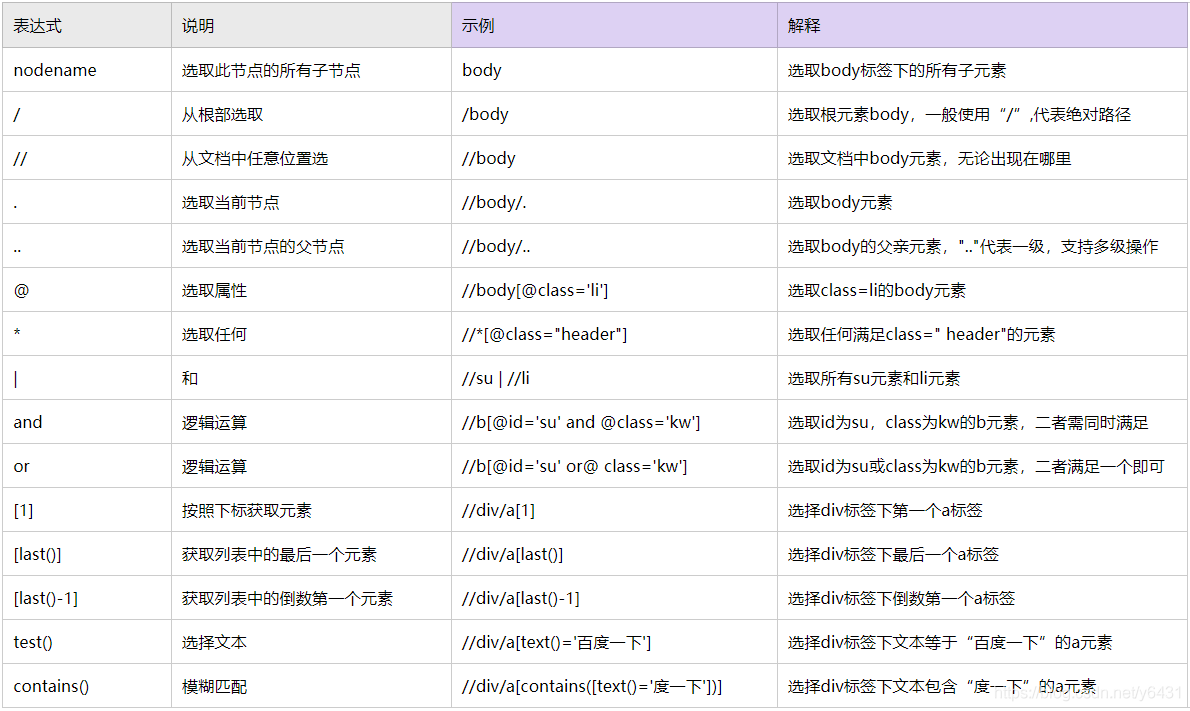 表达式 说明 示例 解释
nodename 选取此节点的所有子节点 body 选取body标签下的所有子元素
/ 从根部选取 /body 选取根元素body，一般使用“/”,代表绝对路径
// 从文档中任意位置选 //body 选取文档中body元素，无论出现在哪里
. 选取当前节点 //body/. 选取body元素
.. 选取当前节点的父节点 //body/.. 选取body的父亲元素，".."代表一级，支持多级操作
@ 选取属性 //body[@class='li'] 选取class=li的body元素
* 选取任何 //*[@class="header"] 选取任何满足class=" header"的元素
| 和 //su | //li 选取所有su元素和li元素
and 逻辑运算 //b[@id='su' and @class='kw'] 选取id为su，class为kw的b元素，二者需同时满足
or 逻辑运算 //b[@id='su' or@ class='kw'] 选取id为su或class为kw的b元素，二者满足一个即可
[1] 按照下标获取元素 //div/a[1] 选择div标签下第一个a标签
[last()] 获取列表中的最后一个元素 //div/a[last()] 选择div标签下最后一个a标签
[last()-1] 获取列表中的倒数第一个元素 //div/a[last()-1] 选择div标签下倒数第一个a标签
test() 选择文本 //div/a[text()='百度一下'] 选择div标签下文本等于“百度一下”的a元素
contains() 模糊匹配 //div/a[contains([text()='度一下'])] 选择div标签下文本包含“度一下”的a元素
https://blog.csdn.net/y6431